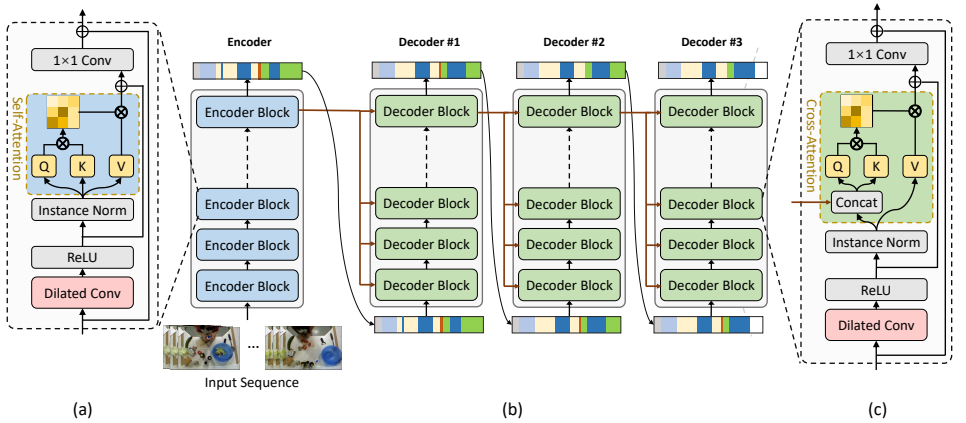 1×1 Conv
Self-Attention
Q
K
V
Instance Norm
ReLU
Dilated Conv
(a)
Encoder
Encoder Block
Encoder Block
Encoder Block
Encoder Block
...
Input Sequence
Decoder #1
Decoder Block
Decoder Block
Decoder Block
Decoder Block
Decoder #2
Decoder Block
Decoder Block
Decoder Block
Decoder Block
Decoder #3
Decoder Block
Decoder Block
Decoder Block
Decoder Block
(b)
1×1 Conv
Cross-Attention
Q
K
V
Concat
Instance Norm
ReLU
Dilated Conv
(c)